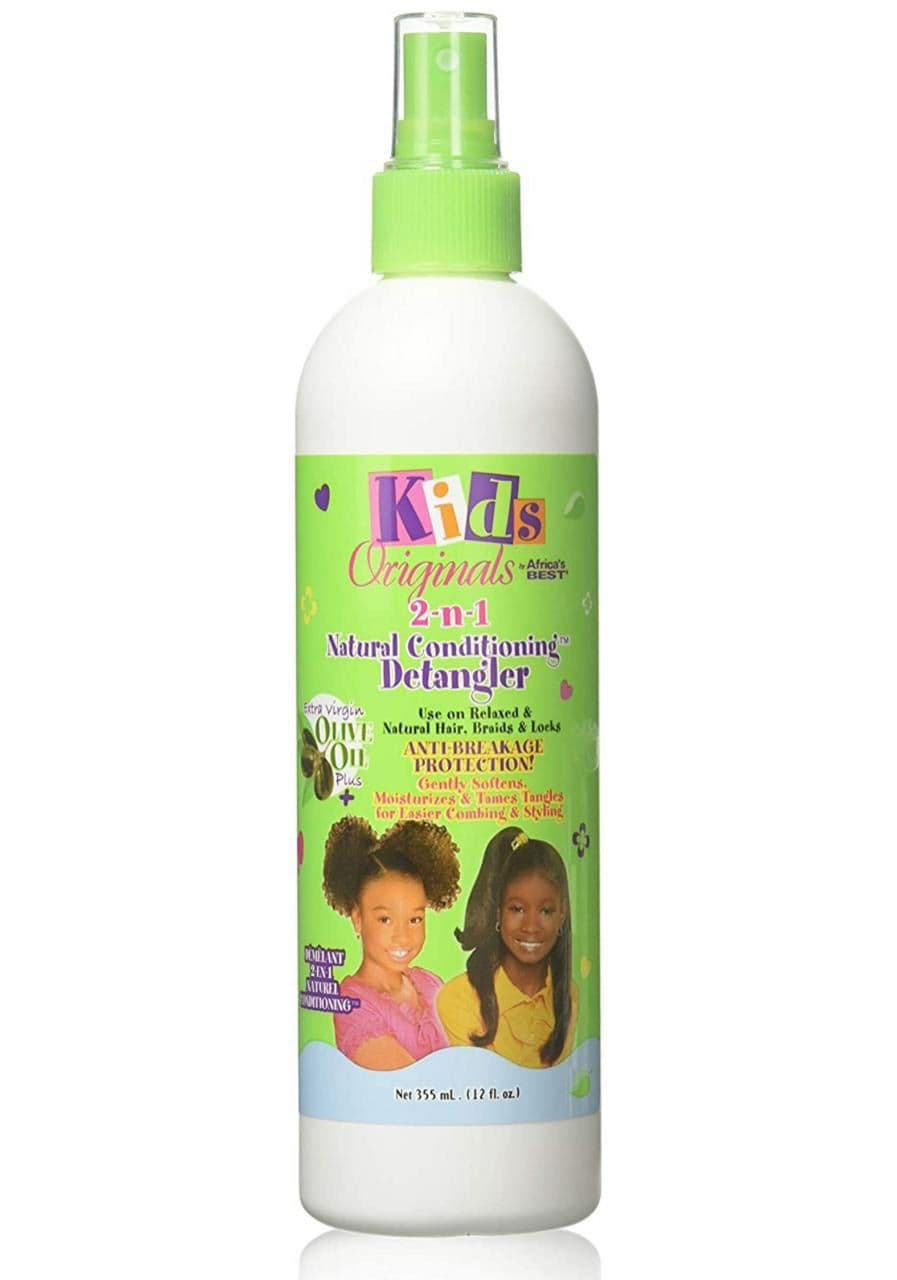 Kids
Originals by Africa's
BEST®
2-n-1
Natural Conditioning™
Detangler
Extra Virgin
OLIVE
OIL
Plus
+
Use on Relaxed &
Natural Hair, Braids & Locks
ANTI-BREAKAGE
PROTECTION!
Gently Softens,
Moisturizes & Tames Tangles
for Easier Combing & Styling
DÉMÊLANT
2-IN-1
NATUREL
CONDITIONING™
Net 355 mL . (12 fl. oz.)